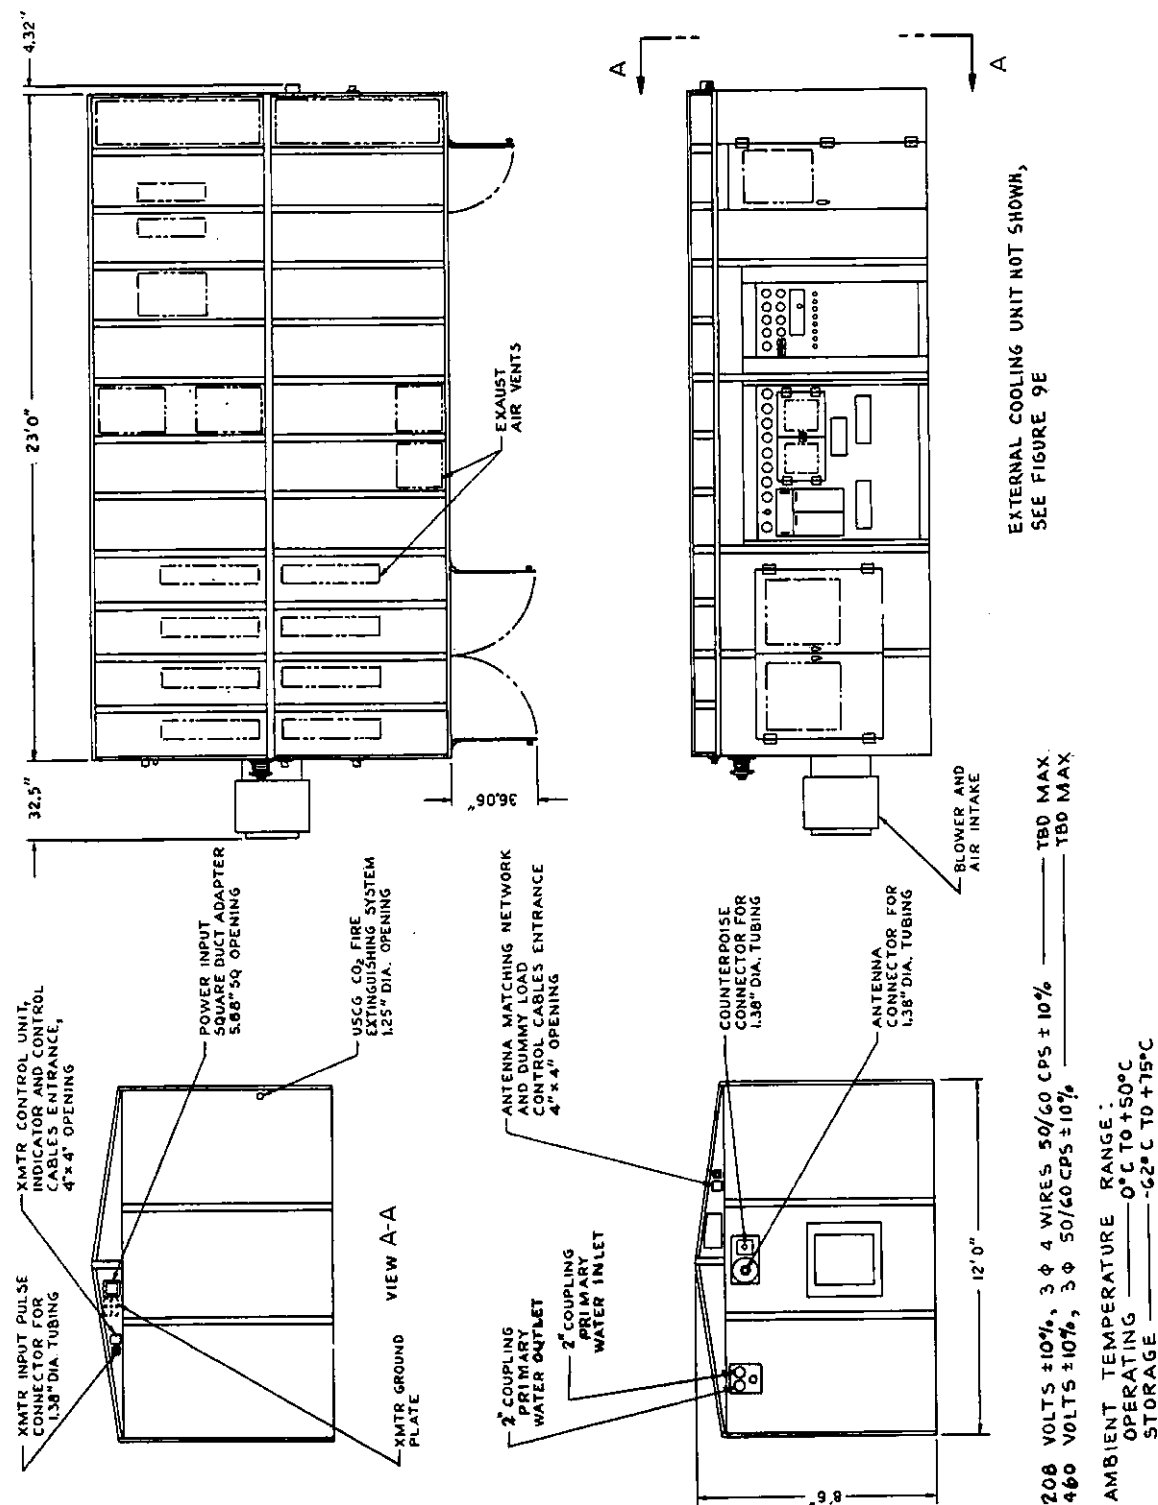 4.32"
23'0"
32.5"
36.06"
EXAUST
AIR VENTS
XMTR CONTROL UNIT,
INDICATOR AND CONTROL
CABLES ENTRANCE,
4"x4" OPENING
POWER INPUT
SQUARE DUCT ADAPTER
5.88" SQ OPENING
USCG CO₂ FIRE
EXTINGUISHING SYSTEM
1.25" DIA. OPENING
XMTR INPUT PULSE
CONNECTOR FOR
1.38" DIA. TUBING
VIEW A-A
XMTR GROUND
PLATE
A
A
EXTERNAL COOLING UNIT NOT SHOWN,
SEE FIGURE 9E
BLOWER AND
AIR INTAKE
ANTENNA MATCHING NETWORK
AND DUMMY LOAD
CONTROL CABLES ENTRANCE
4"x4" OPENING
COUNTERPOISE
CONNECTOR FOR
1.38" DIA. TUBING
ANTENNA
CONNECTOR FOR
1.38" DIA. TUBING
2" COUPLING
PRIMARY
WATER OUTLET
2" COUPLING
PRIMARY
WATER INLET
12'0"
8'6"
208 VOLTS ±10%, 3 Φ 4 WIRES 50/60 CPS ± 10% TBD MAX.
460 VOLTS ±10%, 3 Φ 50/60 CPS ±10% TBD MAX
AMBIENT TEMPERATURE RANGE:
OPERATING 0°C TO +50°C
STORAGE -62°C TO +75°C